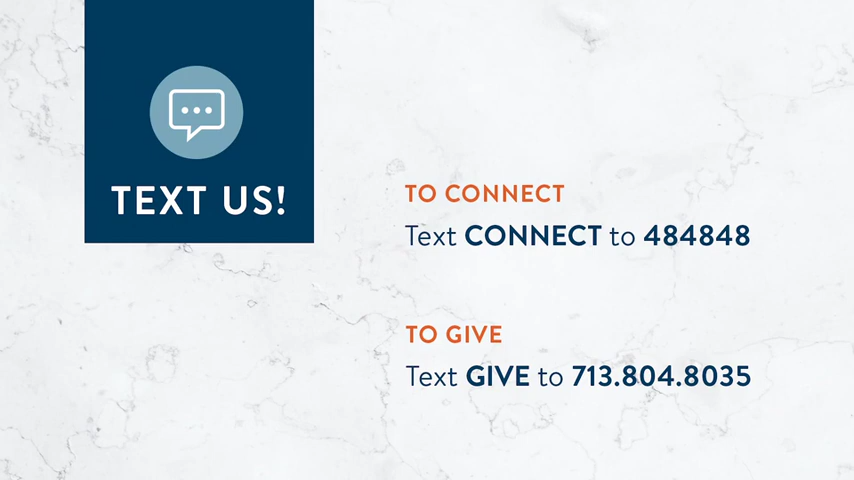 TEXT US!
TO CONNECT
Text CONNECT to 484848
TO GIVE
Text GIVE to 713.804.8035